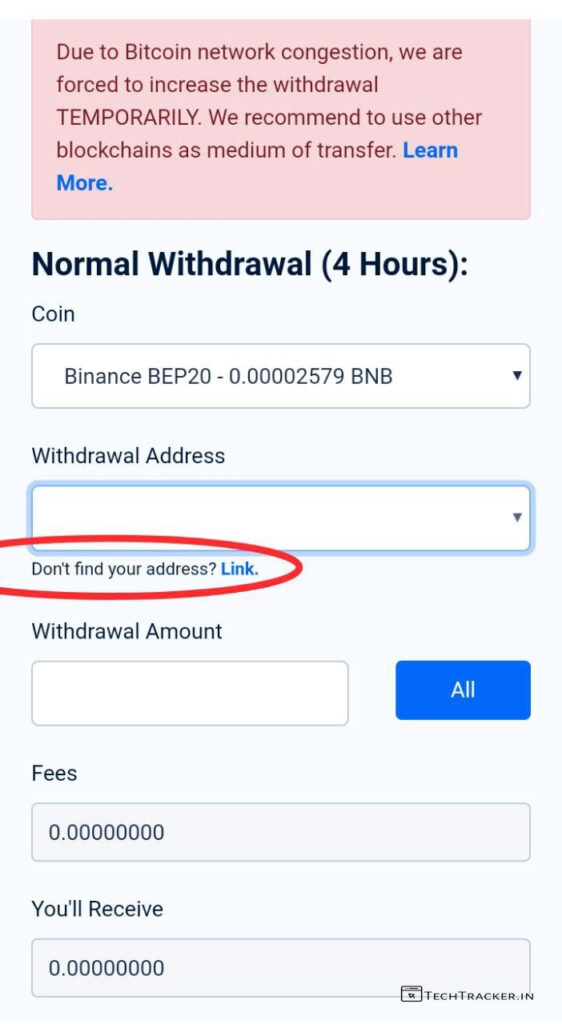 Due to Bitcoin network congestion, we are
forced to increase the withdrawal
TEMPORARILY. We recommend to use other
blockchains as medium of transfer. Learn
More.
Normal Withdrawal (4 Hours):
Coin
Binance BEP20 - 0.00002579 BNB
Withdrawal Address
Don't find your address? Link.
Withdrawal Amount
All
Fees
0.00000000
You'll Receive
0.00000000
TECHTRACKER.IN